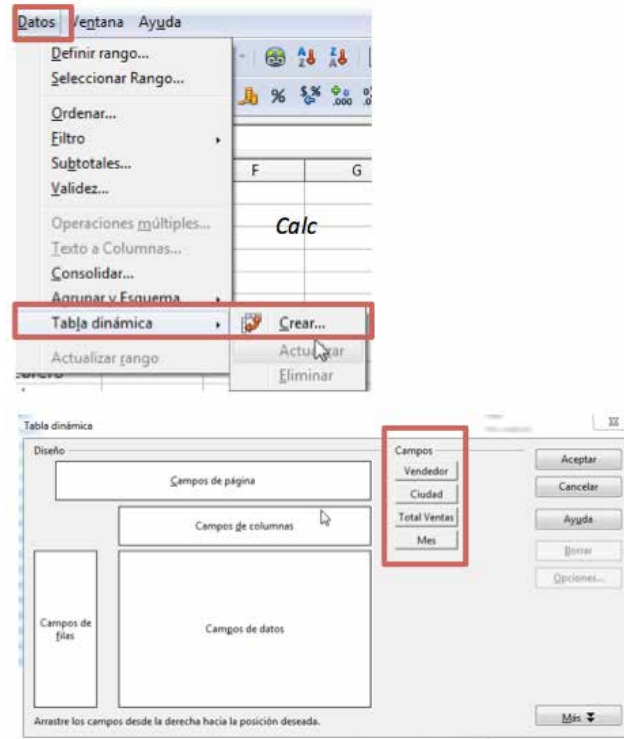 Datos Ventana Ayuda
Definir rango...
Seleccionar Rango...
Ordenar...
Filtro
Subtotales...
Validez...
Operaciones múltiples...
Texto a Columnas...
Consolidar...
Agrupar y Esquema
Tabla dinámica
Crear...
Actualizar rango
Actualizar
Eliminar
F G
Calc
Tabla dinámica
Diseño
Campos de página
Campos de columnas
Campos de filas
Campos de datos
Campos
Vendedor
Ciudad
Total Ventas
Mes
Aceptar
Cancelar
Ayuda
Borrar
Opciones...
Más
Arrastre los campos desde la derecha hacia la posición deseada.